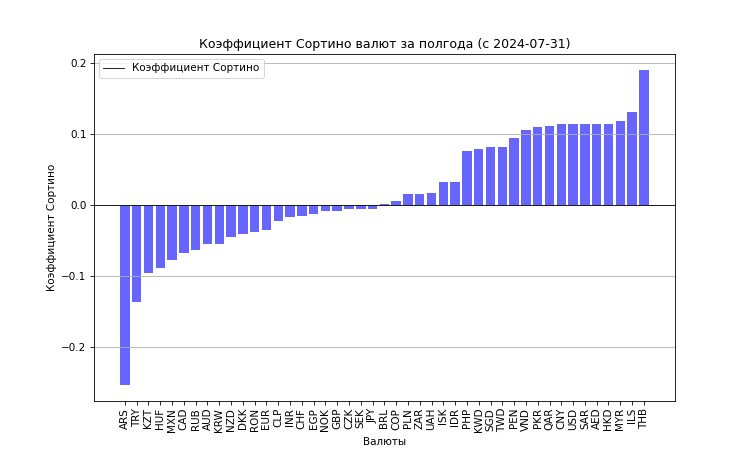 Коэффициент Сортино валют за полгода (с 2024-07-31)
Коэффициент Сортино
0.2
0.1
0.0
−0.1
−0.2
Коэффициент Сортино
ARS TRY KZT HUF MXN CAD RUB AUD KRW NZD DKK RON EUR CLP INR CHF EGP NOK GBP CZK SEK JPY BRL COP PLN ZAR UAH ISK IDR PHP KWD SGD TWD PEN VND PKR QAR CNY USD SAR AED HKD MYR ILS THB
Валюты